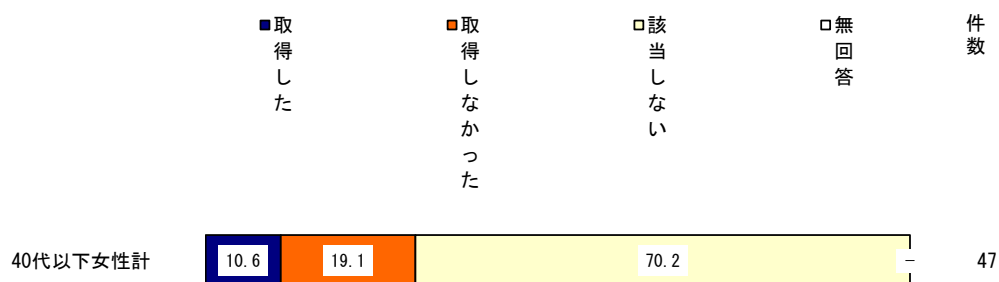 取得した
取得しなかった
該当しない
無回答
件数
40代以下女性計 10.6 19.1 70.2 - 47